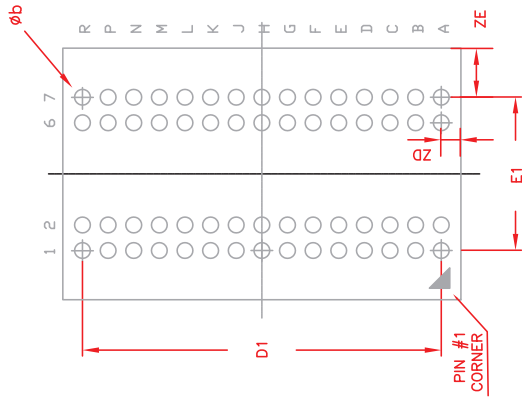 Øb
R P N M L K J H G F E D C B A
ZE
7
6
ZD
E1
2
1
D1
PIN #1
CORNER